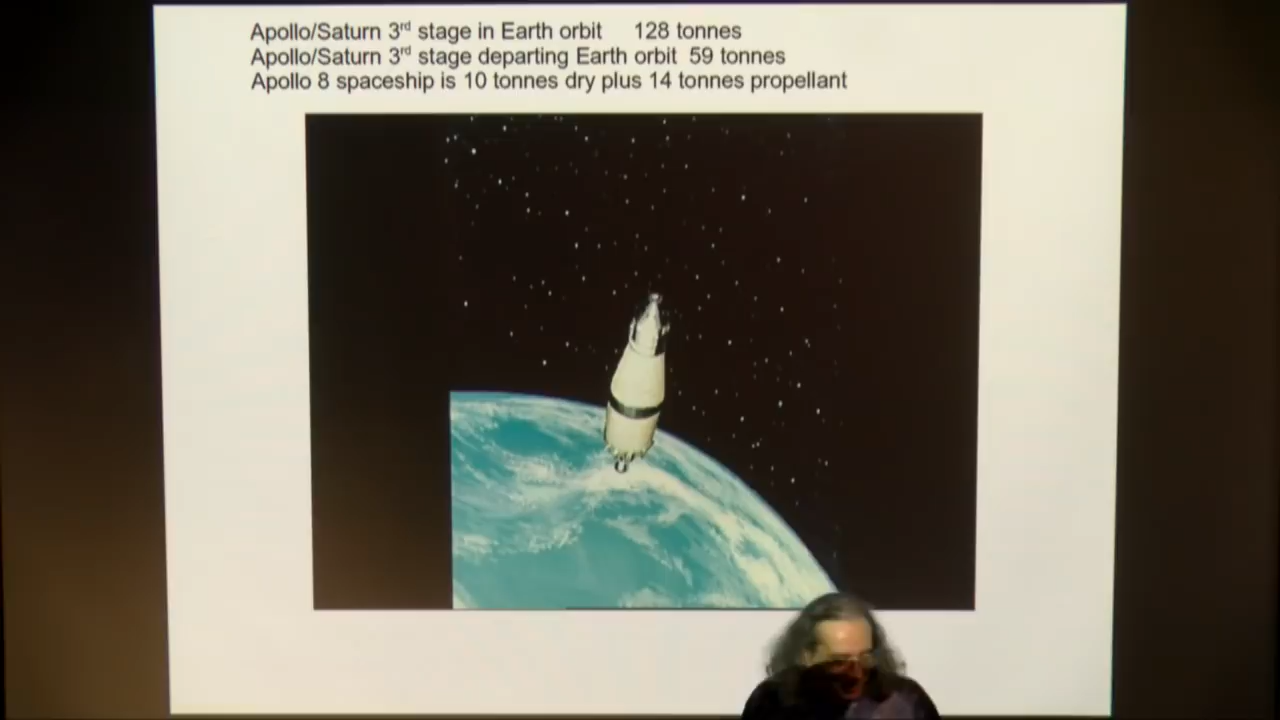 Apollo/Saturn 3rd stage in Earth orbit 128 tonnes
Apollo/Saturn 3rd stage departing Earth orbit 59 tonnes
Apollo 8 spaceship is 10 tonnes dry plus 14 tonnes propellant